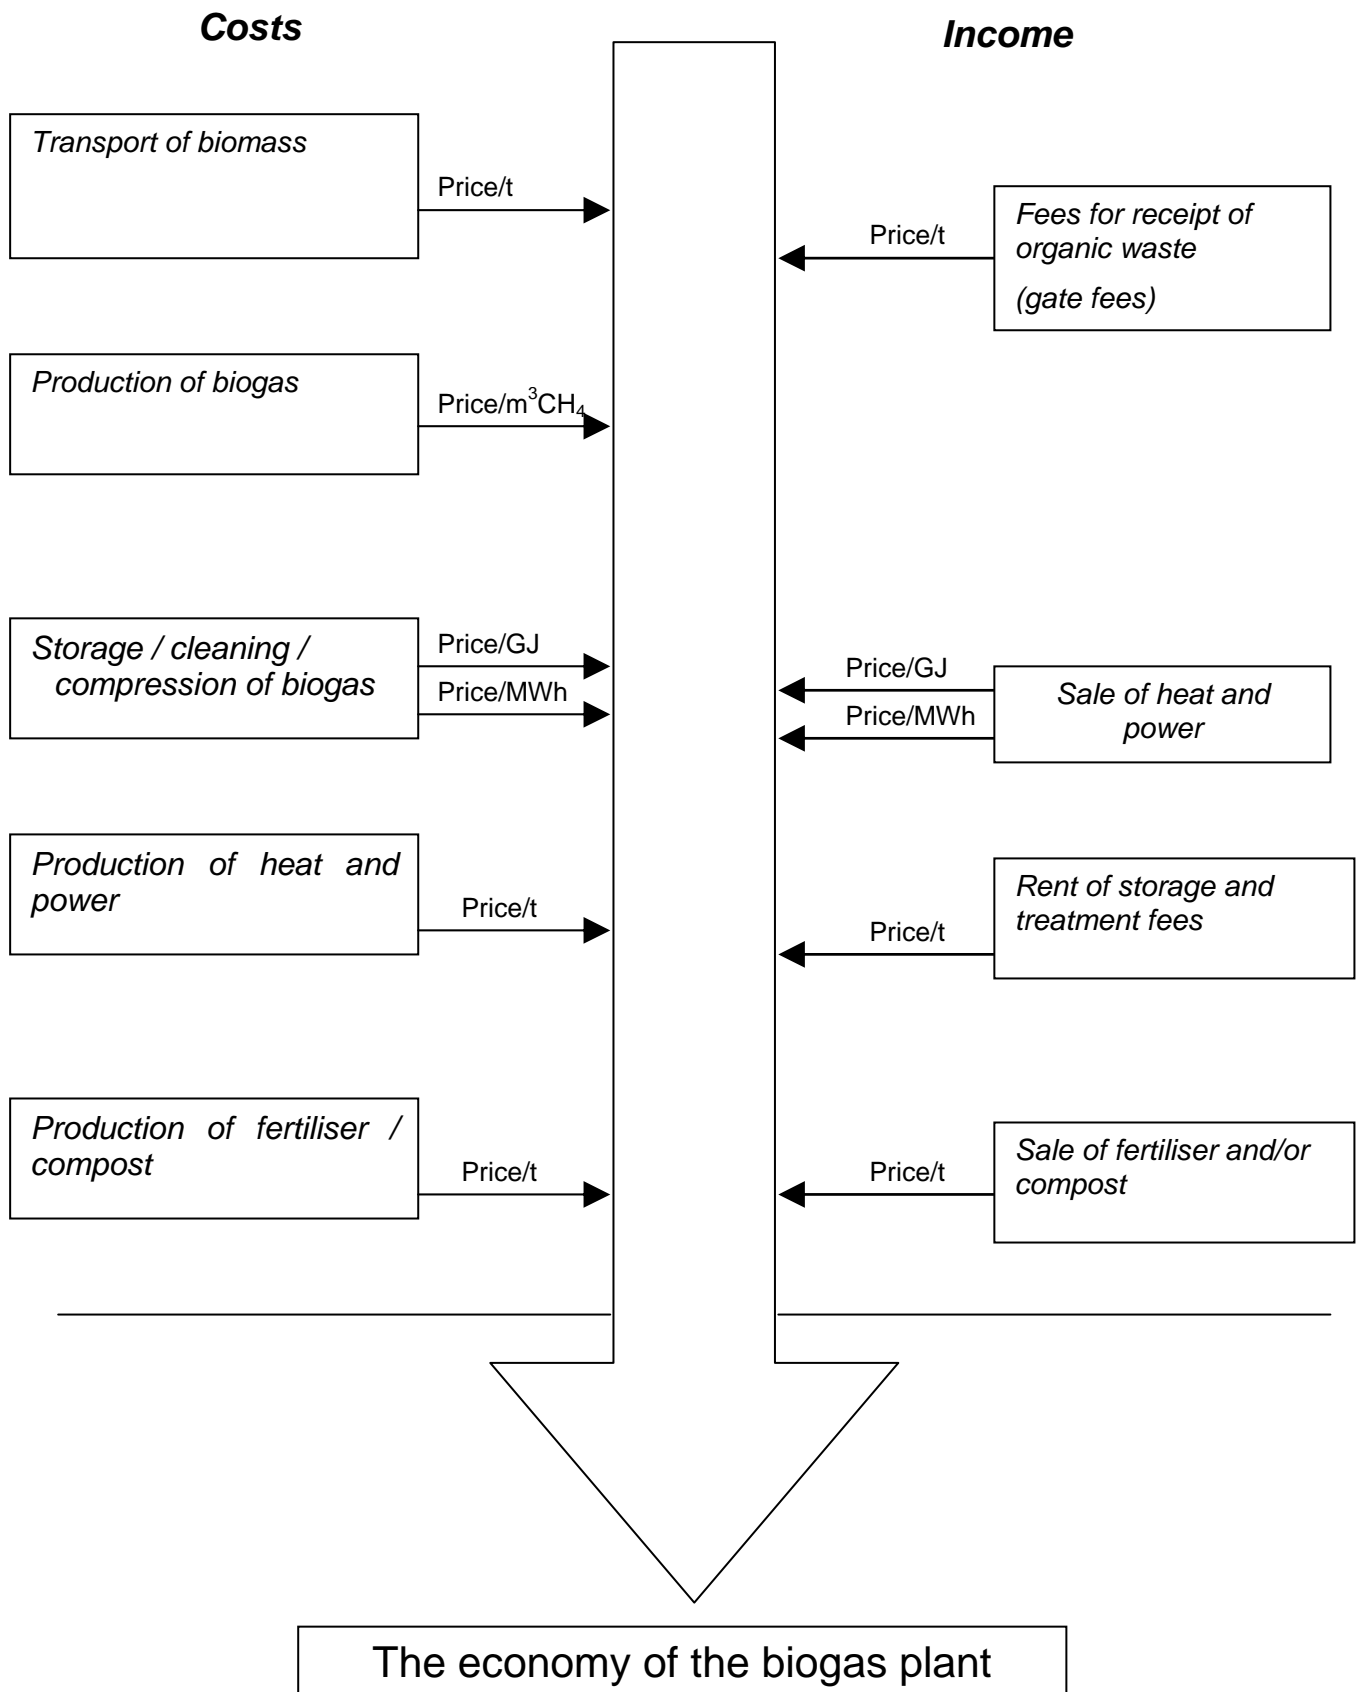 Costs
Income
Transport of biomass
Price/t
Fees for receipt of
organic waste
(gate fees)
Price/t
Production of biogas
Price/m³CH₄
Storage / cleaning /
compression of biogas
Price/GJ
Price/MWh
Price/GJ
Price/MWh
Sale of heat and
power
Production of heat and
power
Price/t
Rent of storage and
treatment fees
Price/t
Production of fertiliser /
compost
Price/t
Sale of fertiliser and/or
compost
Price/t
The economy of the biogas plant